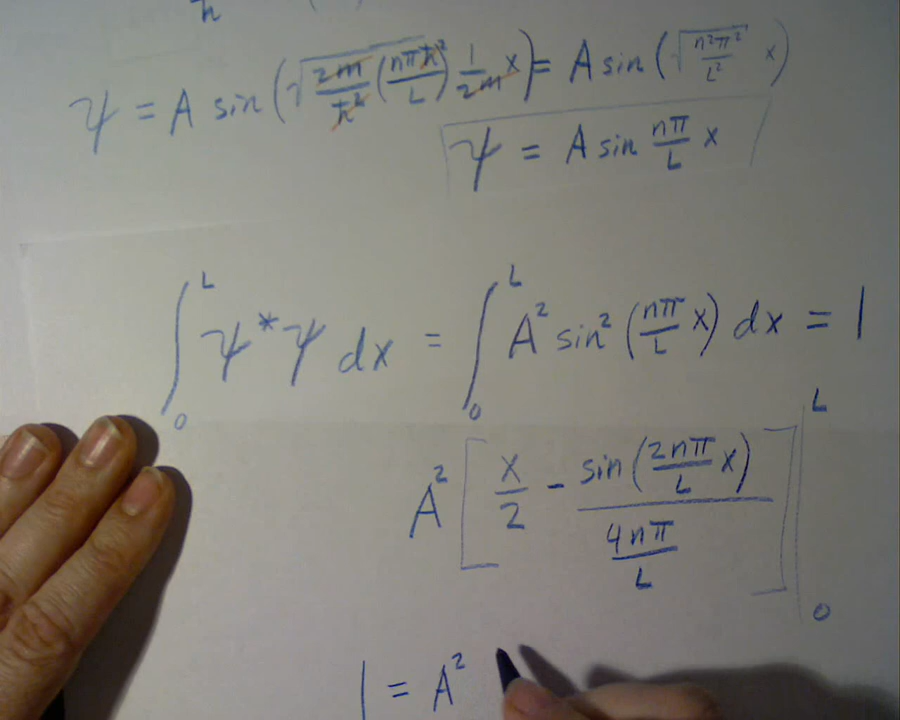 ħ
ψ = A sin (√(2m/ħ² (nπħ/L)² 1/2m x) = A sin (√(n²π²/L²) x)
ψ = A sin nπ/L x
∫₀ᴸ ψ*ψ dx = ∫₀ᴸ A² sin² (nπ/L x) dx = 1
A² [x/2 - sin (2nπ/L x) / (4nπ/L)] |₀ᴸ
1 = A²